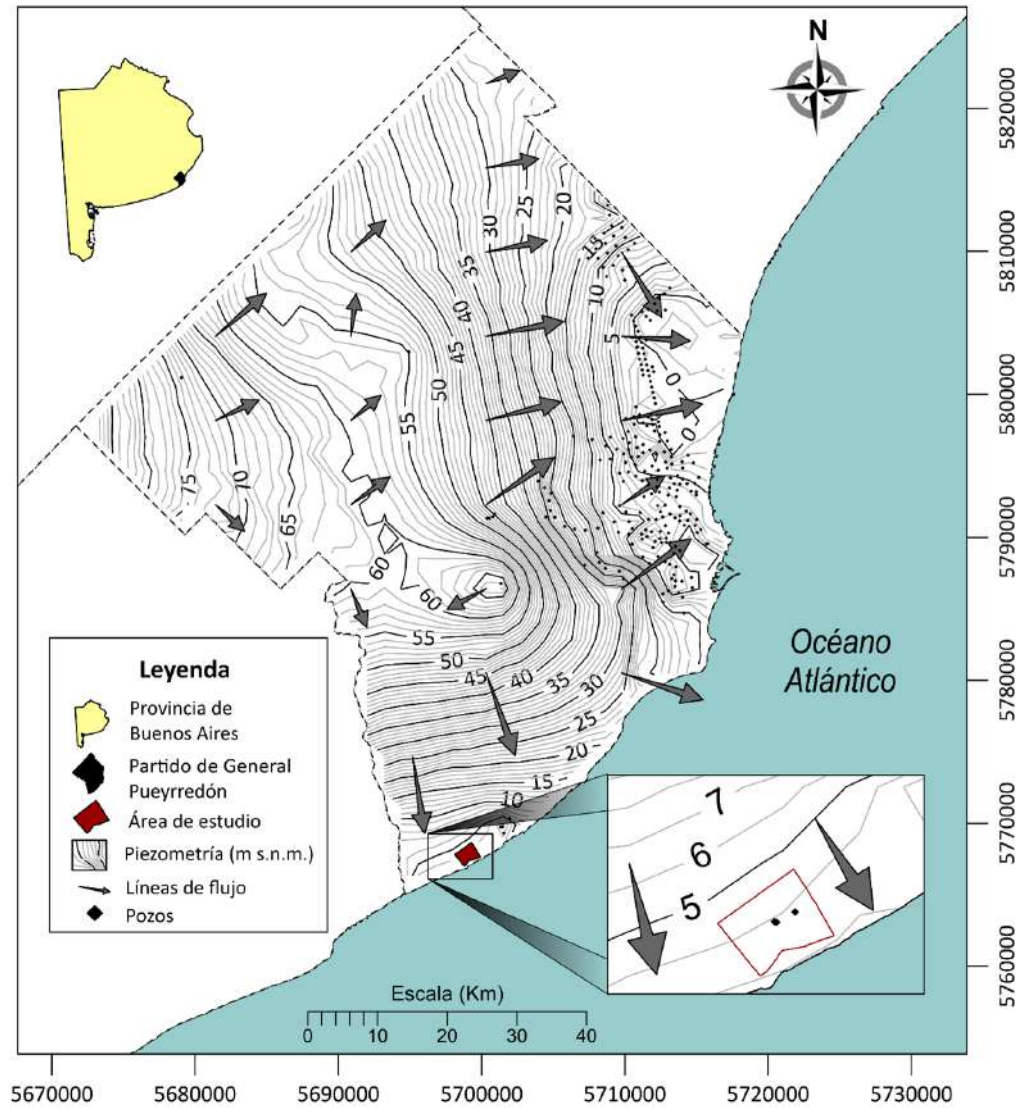 N
30
25
20
15
35
10
40
5
45
50
0
55
0
75
70
65
60
60
55
50
45
40
35
30
25
20
15
10
Océano
Atlántico
Leyenda
Provincia de
Buenos Aires
Partido de General
Pueyrredón
Área de estudio
Piezometría (m s.n.m.)
Líneas de flujo
Pozos
7
6
5
Escala (Km)
0 10 20 30 40
5820000
5810000
5800000
5790000
5780000
5770000
5760000
5670000 5680000 5690000 5700000 5710000 5720000 5730000